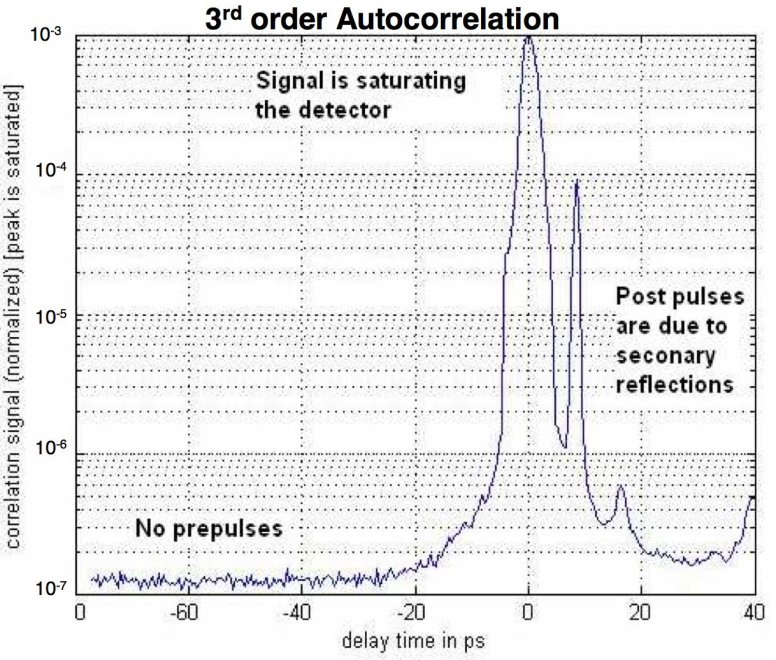 3rd order Autocorrelation
10-3
Signal is saturating
the detector
10-4
Post pulses
are due to
seconary
reflections
10-5
10-6
No prepulses
10-7
correlation signal (normalized) [peak is saturated]
0 -60 -40 -20 0 20 40
delay time in ps